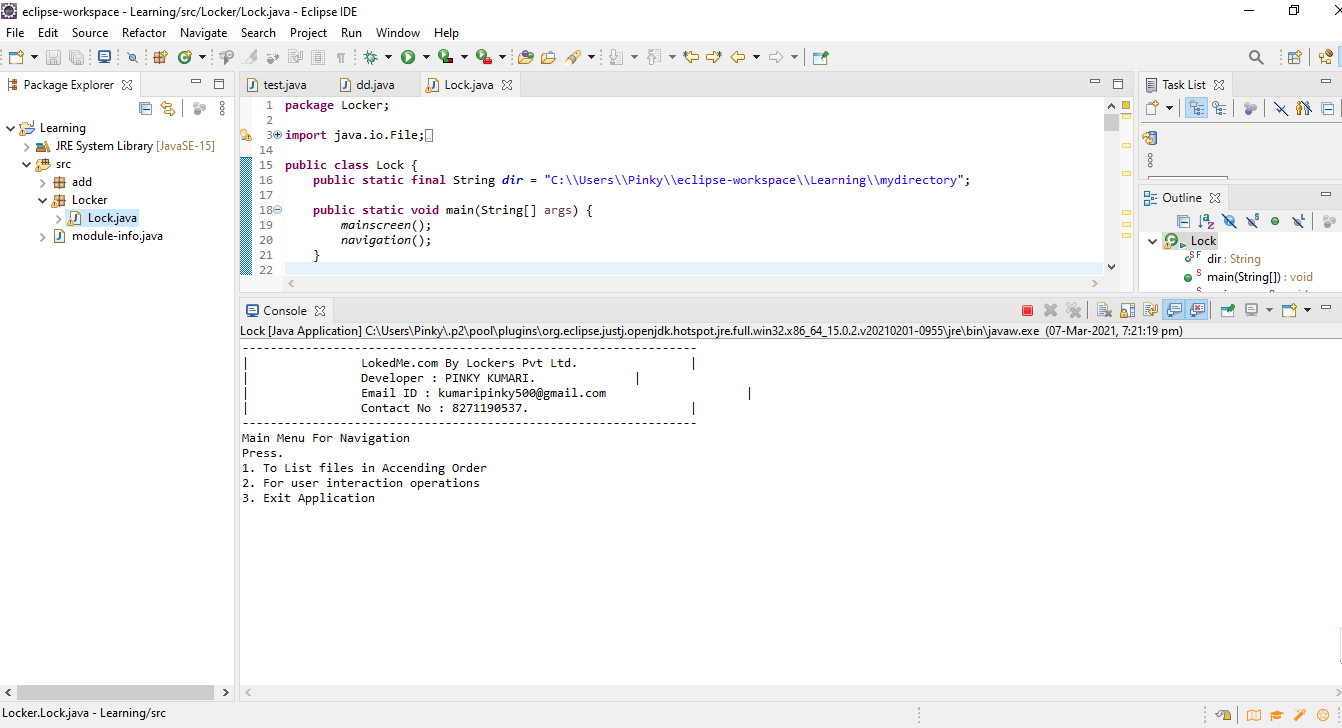 eclipse-workspace - Learning/src/Locker/Lock.java - Eclipse IDE
File Edit Source Refactor Navigate Search Project Run Window Help
Package Explorer
Learning
JRE System Library [JavaSE-15]
src
add
Locker
Lock.java
module-info.java
test.java dd.java Lock.java
1 package Locker;
2
3 import java.io.File;
14
15 public class Lock {
16 public static final String dir = "C:\\Users\\Pinky\\eclipse-workspace\\Learning\\mydirectory";
17
18 public static void main(String[] args) {
19 mainscreen();
20 navigation();
21 }
22
Task List
Outline
Lock
dir : String
main(String[]) : void
Console
Lock [Java Application] C:\Users\Pinky\.p2\pool\plugins\org.eclipse.justj.openjdk.hotspot.jre.full.win32.x86_64_15.0.2.v20210201-0955\jre\bin\javaw.exe (07-Mar-2021, 7:21:19 pm)
-----------------------------------------------------------------
| LokedMe.com By Lockers Pvt Ltd. |
| Developer : PINKY KUMARI. |
| Email ID : kumaripinky500@gmail.com |
| Contact No : 8271190537. |
-----------------------------------------------------------------
Main Menu For Navigation
Press.
1. To List files in Accending Order
2. For user interaction operations
3. Exit Application
Locker.Lock.java - Learning/src